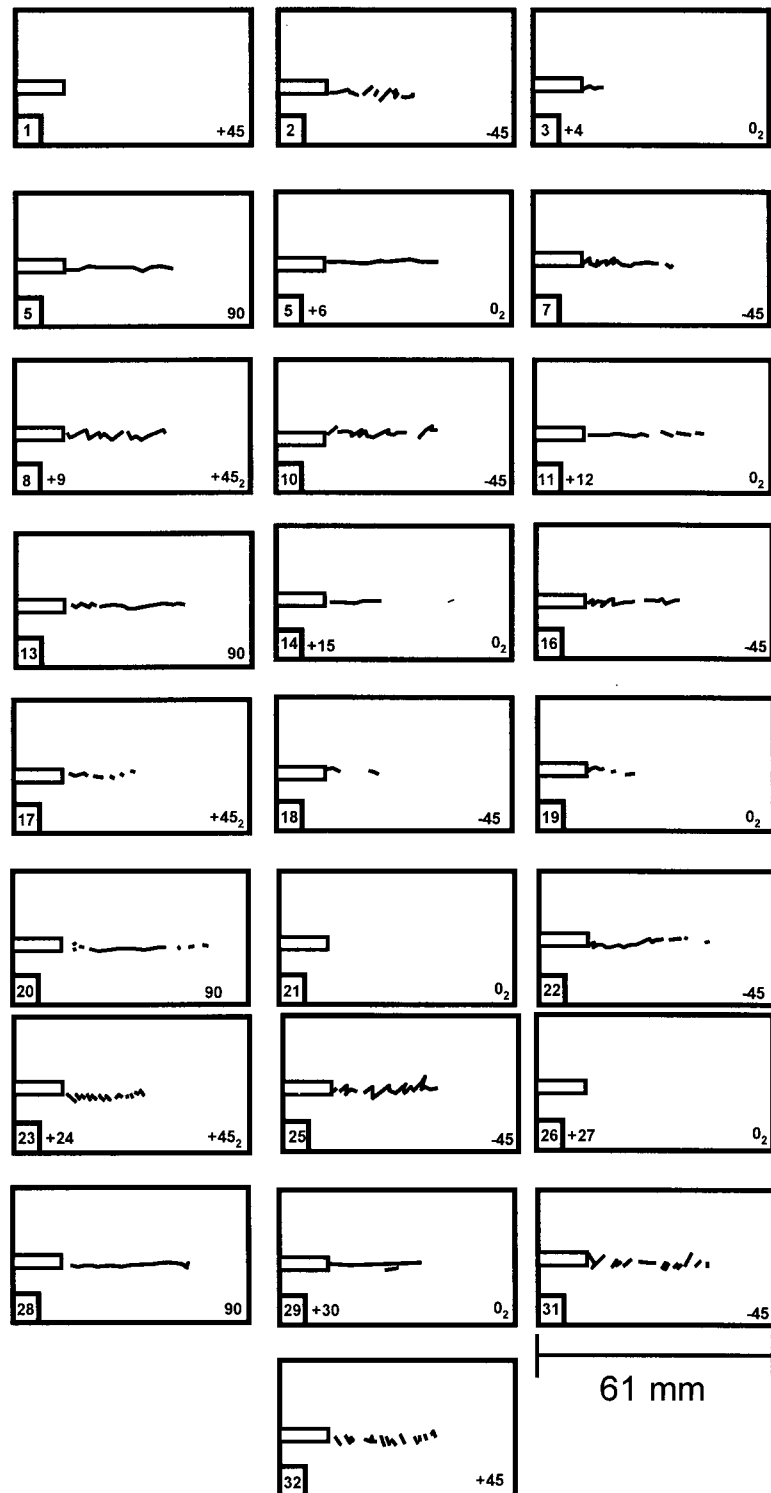 1 +45
2 -45
3 +4 0₂
5 90
5 +6 0₂
7 -45
8 +9 +45₂
10 -45
11 +12 0₂
13 90
14 +15 0₂
16 -45
17 +45₂
18 -45
19 0₂
20 90
21 0₂
22 -45
23 +24 +45₂
25 -45
26 +27 0₂
28 90
29 +30 0₂
31 -45
61 mm
32 +45